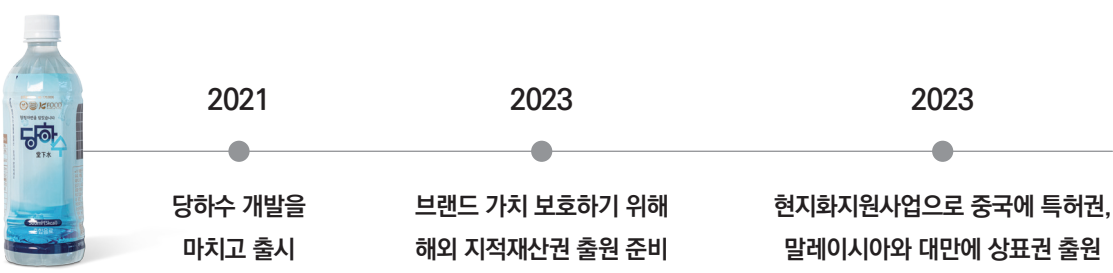 당하수
堂下水
2021
당하수 개발을
마치고 출시
2023
브랜드 가치 보호하기 위해
해외 지적재산권 출원 준비
2023
현지화지원사업으로 중국에 특허권,
말레이시아와 대만에 상표권 출원